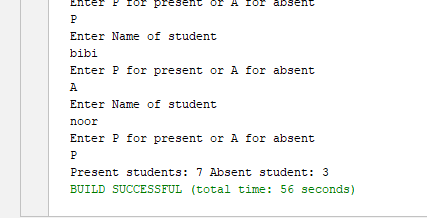 Enter P for present or A for absent
P
Enter Name of student
bibi
Enter P for present or A for absent
A
Enter Name of student
noor
Enter P for present or A for absent
P
Present students: 7 Absent student: 3
BUILD SUCCESSFUL (total time: 56 seconds)